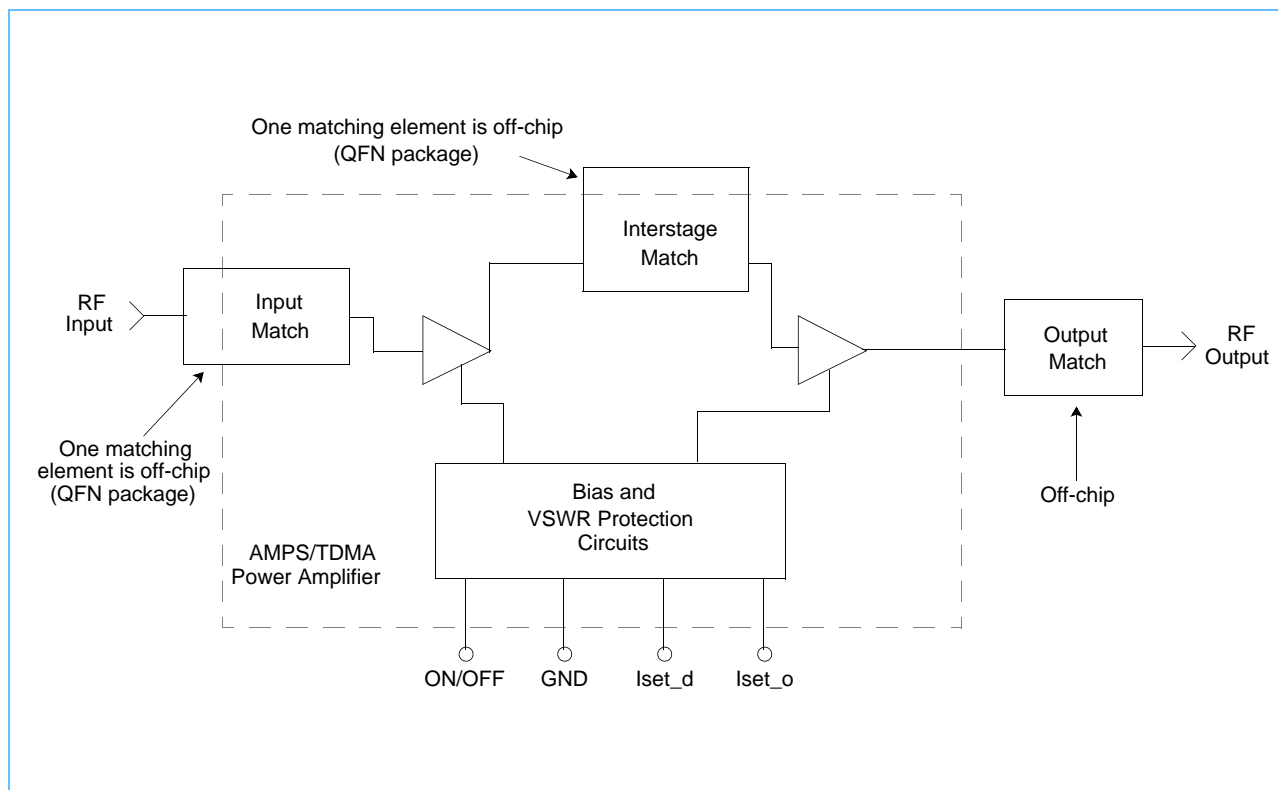 One matching element is off-chip
(QFN package)
Interstage
Match
RF
Input
Input
Match
Output
Match
RF
Output
One matching
element is off-chip
(QFN package)
Off-chip
Bias and
VSWR Protection
Circuits
AMPS/TDMA
Power Amplifier
ON/OFF
GND
Iset_d
Iset_o